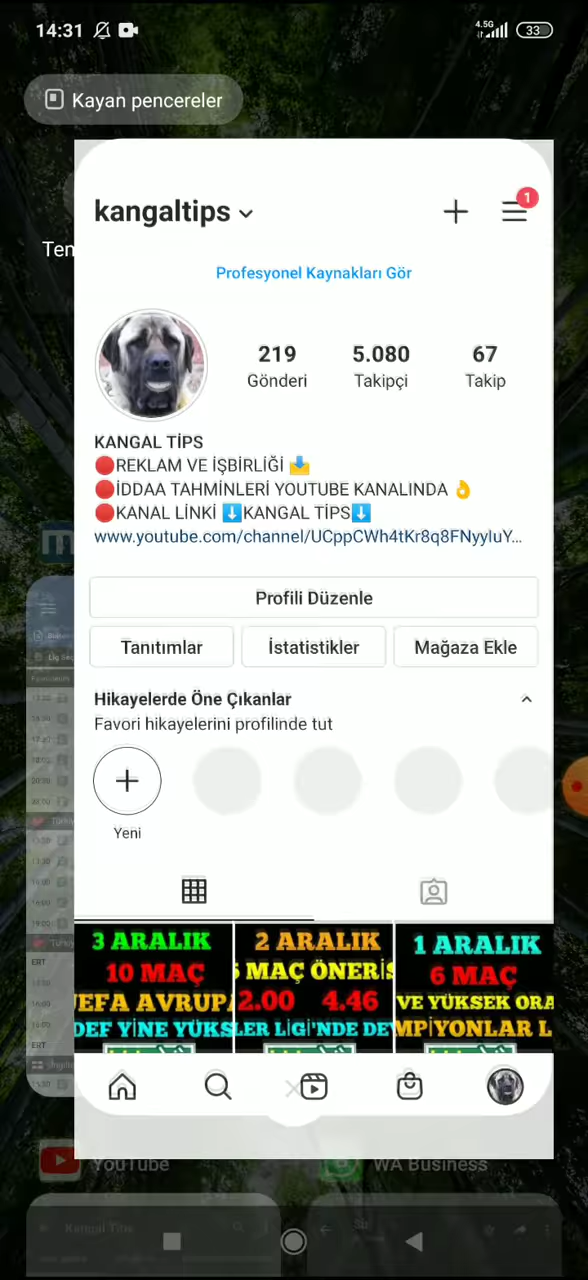 14:31
4.5G
33
Kayan pencereler
Ten
kangaltips
1
Profesyonel Kaynakları Gör
219
5.080
67
Gönderi
Takipçi
Takip
KANGAL TİPS
🔴REKLAM VE İŞBİRLİĞİ 📩
🔴İDDAA TAHMİNLERİ YOUTUBE KANALINDA 👌
🔴KANAL LİNKİ ⬇️KANGAL TİPS⬇️
www.youtube.com/channel/UCppCWh4tKr8q8FNyyluY...
Profili Düzenle
Tanıtımlar
İstatistikler
Mağaza Ekle
Hikayelerde Öne Çıkanlar
Favori hikayelerini profilinde tut
Yeni
3 ARALIK
10 MAÇ
UEFA AVRUPA
DEF YİNE YÜKS
2 ARALIK
MAÇ ÖNERİS
2.00 4.46
LER LİGİ'NDE DE
1 ARALIK
6 MAÇ
VE YÜKSEK ORA
MPİYONLAR L
YouTube
WA Business
Kangal Tips